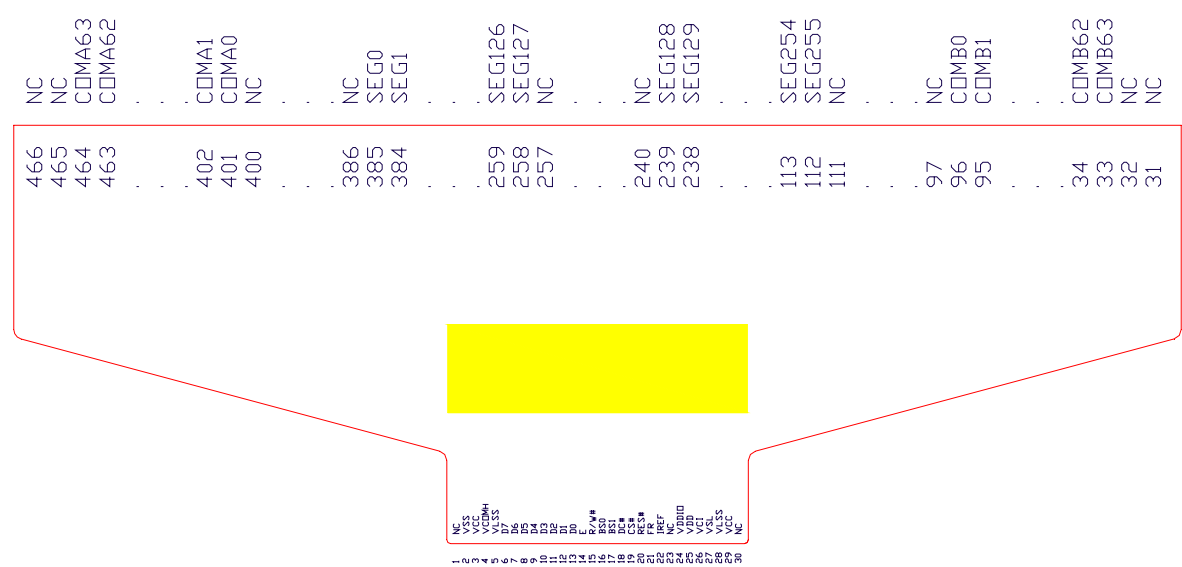 NC NC COMA63 COMA62 . . . COMA1 COMA0 NC . . . NC SEG0 SEG1 . . . SEG126 SEG127 NC . . . NC SEG128 SEG129 . . . SEG254 SEG255 NC . . . NC COMB0 COMB1 . . . COMB62 COMB63 NC NC
466 465 464 463 . . . 402 401 400 . . . 386 385 384 . . . 259 258 257 . . . 240 239 238 . . . 113 112 111 . . . 97 96 95 . . . 34 33 32 31
NC VSS VCC VCOMH VLSS D7 D6 D5 D4 D3 D2 D1 D0 E R/W# BS0 BS1 DC# CS# RES# FR IREF NC VDDIO VDD VCI VSL VLSS VCC NC
1 2 3 4 5 6 7 8 9 10 11 12 13 14 15 16 17 18 19 20 21 22 23 24 25 26 27 28 29 30